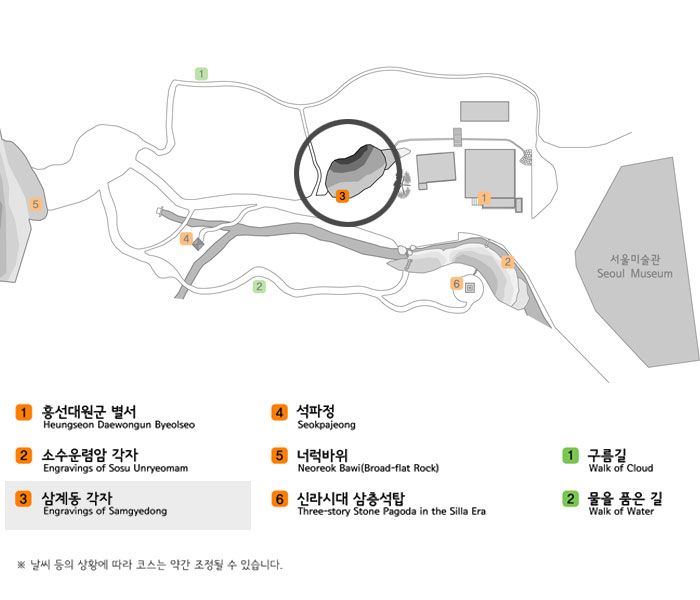 1
3
5
1
4
2
서울미술관
Seoul Museum
6
2
1 흥선대원군 별서
Heungseon Daewongun Byeolseo
4 석파정
Seokpajeong
2 소수운렴암 각자
Engravings of Sosu Unryeomam
5 너럭바위
Neoreok Bawi(Broad-flat Rock)
1 구름길
Walk of Cloud
3 삼계동 각자
Engravings of Samgyedong
6 신라시대 삼층석탑
Three-story Stone Pagoda in the Silla Era
2 물을 품은 길
Walk of Water
※ 날씨 등의 상황에 따라 코스는 약간 조정될 수 있습니다.